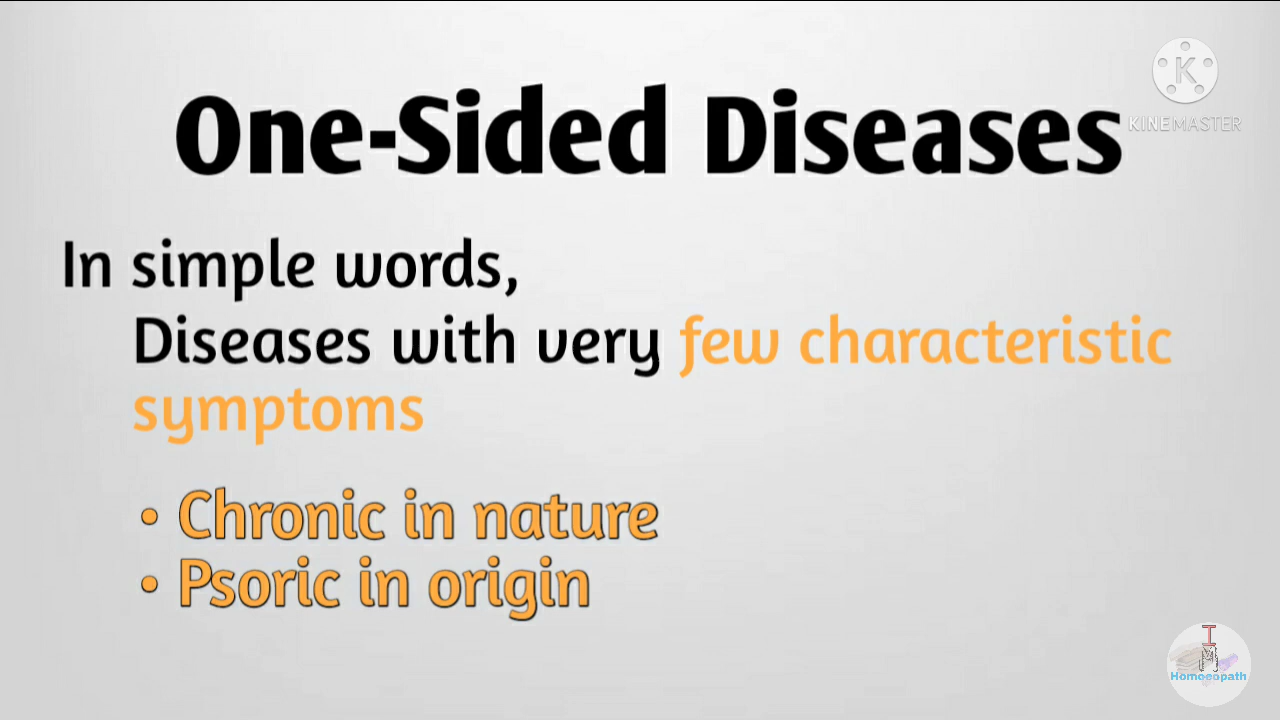 K
KINEMASTER
One-Sided Diseases
In simple words,
Diseases with very few characteristic
symptoms
• Chronic in nature
• Psoric in origin
I
M
Homoeopath